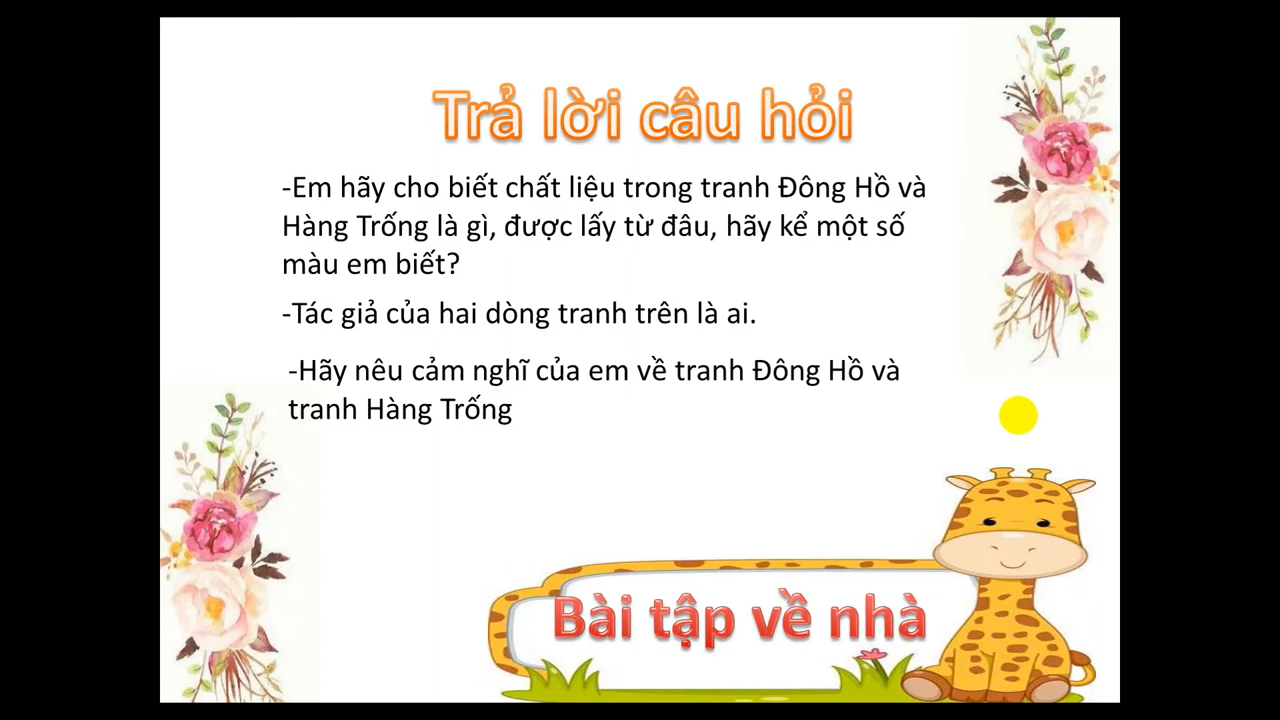 Trả lời câu hỏi
-Em hãy cho biết chất liệu trong tranh Đông Hồ và
Hàng Trống là gì, được lấy từ đâu, hãy kể một số
màu em biết?
-Tác giả của hai dòng tranh trên là ai.
-Hãy nêu cảm nghĩ của em về tranh Đông Hồ và
tranh Hàng Trống
Bài tập về nhà